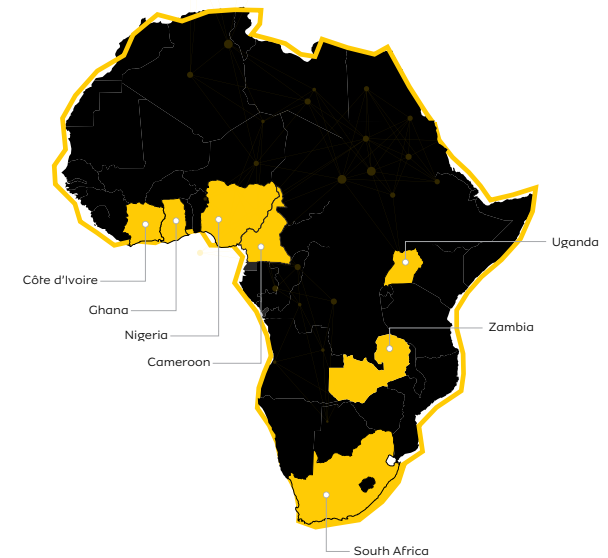 Uganda
Côte d'Ivoire
Ghana
Zambia
Nigeria
Cameroon
South Africa